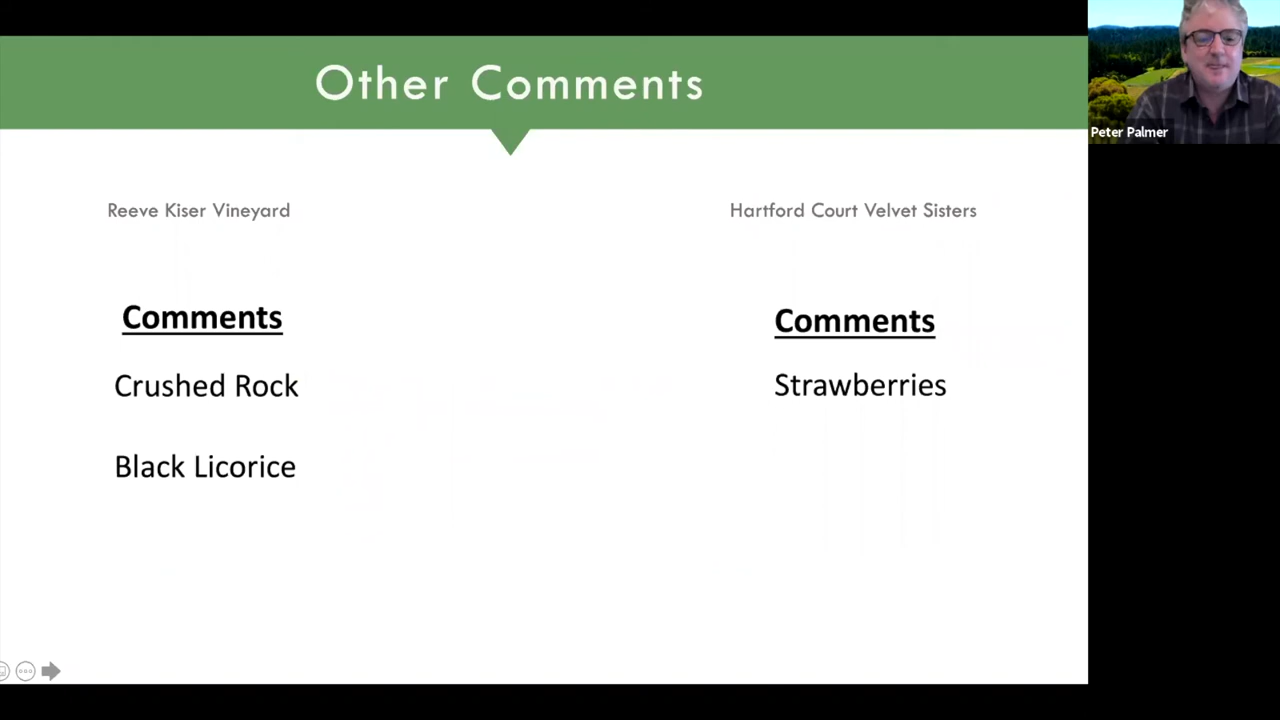 Other Comments
Peter Palmer
Reeve Kiser Vineyard
Hartford Court Velvet Sisters
Comments
Crushed Rock
Black Licorice
Comments
Strawberries